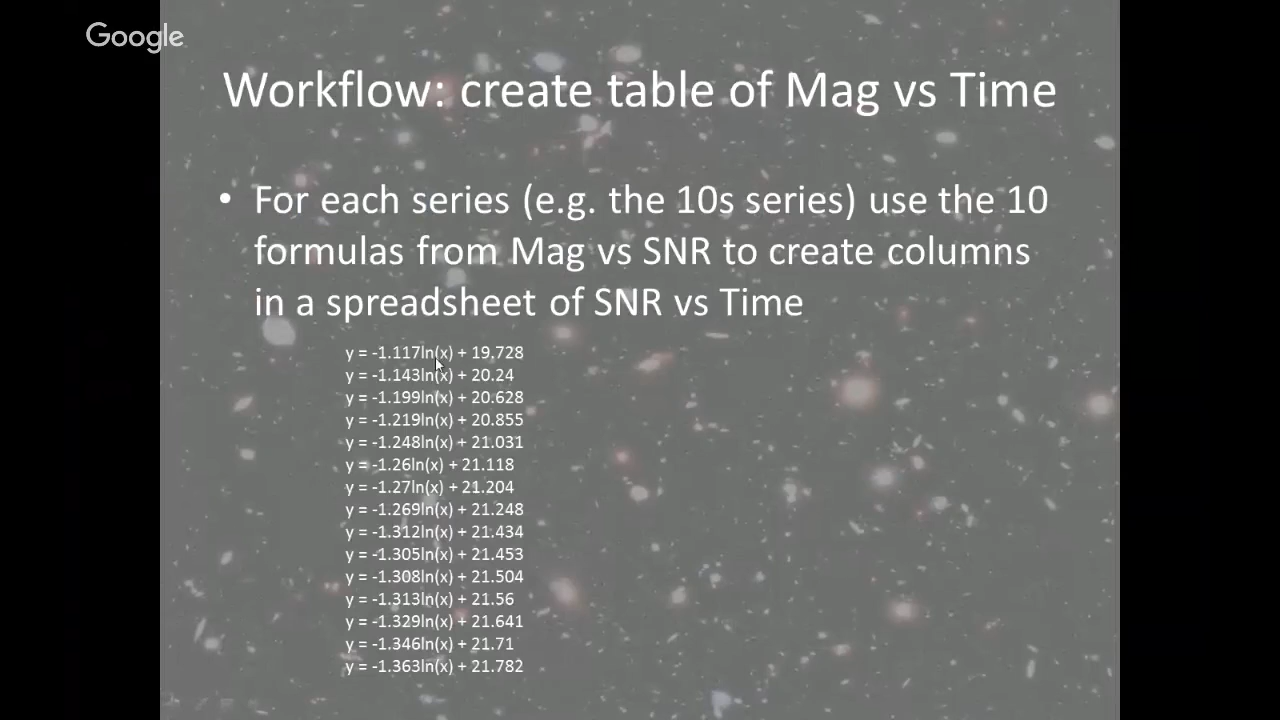 Google
Workflow: create table of Mag vs Time
• For each series (e.g. the 10s series) use the 10
formulas from Mag vs SNR to create columns
in a spreadsheet of SNR vs Time
y = -1.117ln(x) + 19.728
y = -1.143ln(x) + 20.24
y = -1.199ln(x) + 20.628
y = -1.219ln(x) + 20.855
y = -1.248ln(x) + 21.031
y = -1.26ln(x) + 21.118
y = -1.27ln(x) + 21.204
y = -1.269ln(x) + 21.248
y = -1.312ln(x) + 21.434
y = -1.305ln(x) + 21.453
y = -1.308ln(x) + 21.504
y = -1.313ln(x) + 21.56
y = -1.329ln(x) + 21.641
y = -1.346ln(x) + 21.71
y = -1.363ln(x) + 21.782